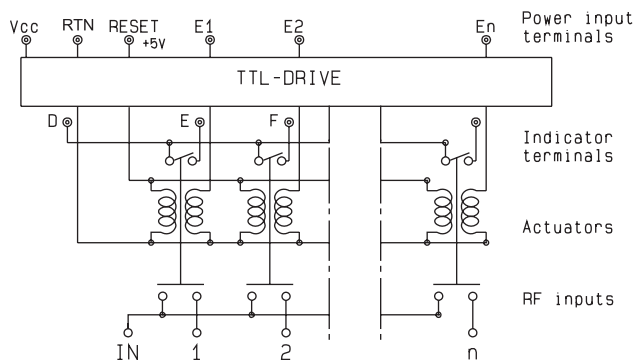 Vcc RTN RESET E1 E2 En Power input
+5V terminals
TTL-DRIVE
D E F
Indicator
terminals
Actuators
RF inputs
IN 1 2 n